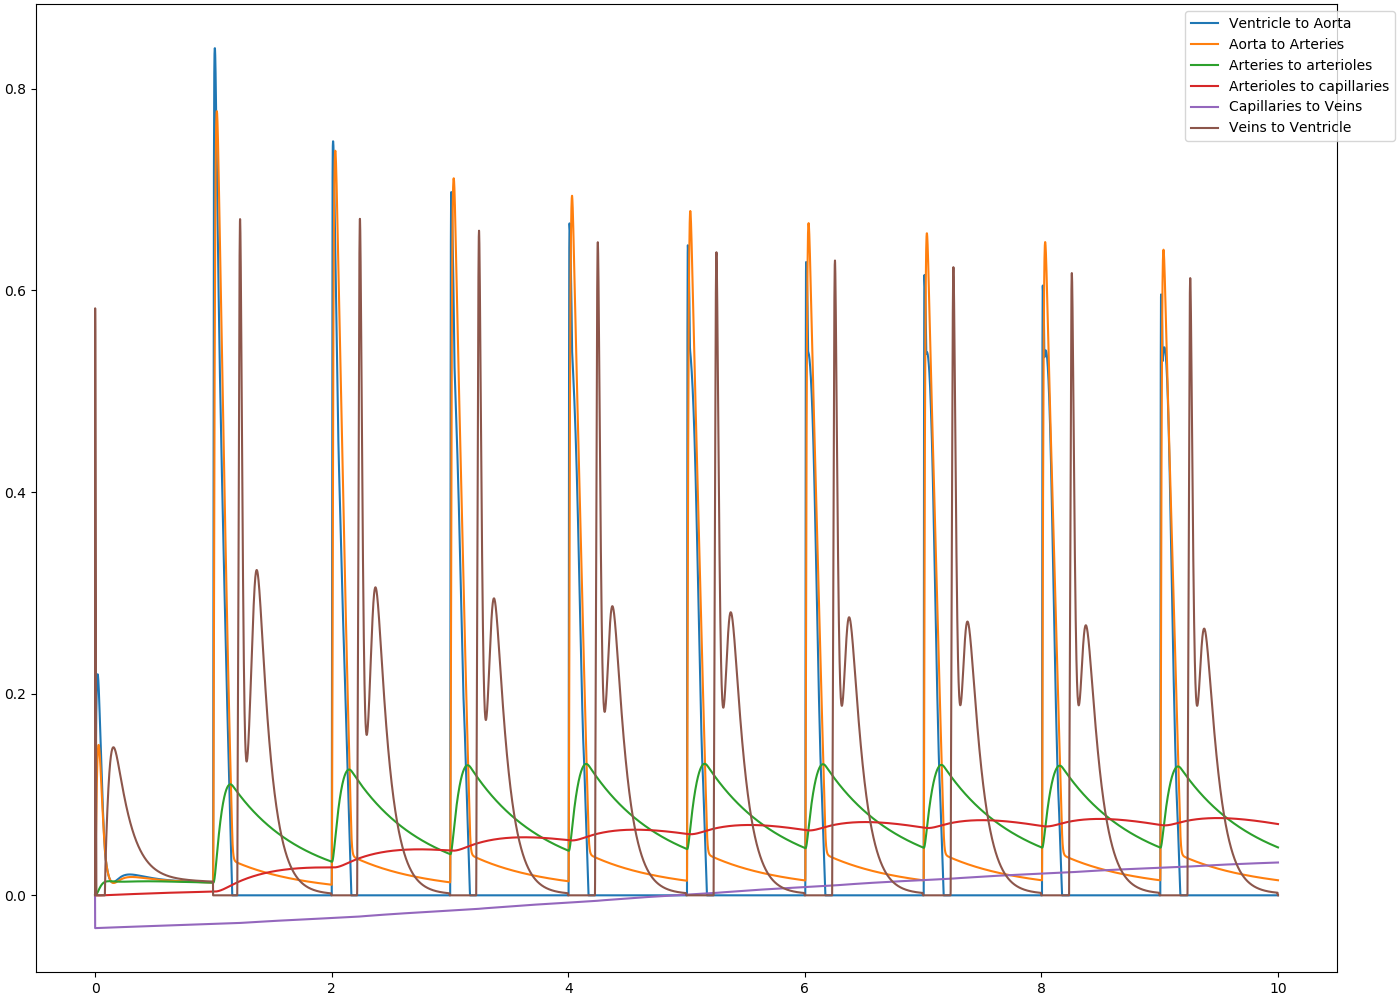 Ventricle to Aorta
Aorta to Arteries
Arteries to arterioles
Arterioles to capillaries
Capillaries to Veins
Veins to Ventricle
0.8
0.6
0.4
0.2
0.0
0 2 4 6 8 10